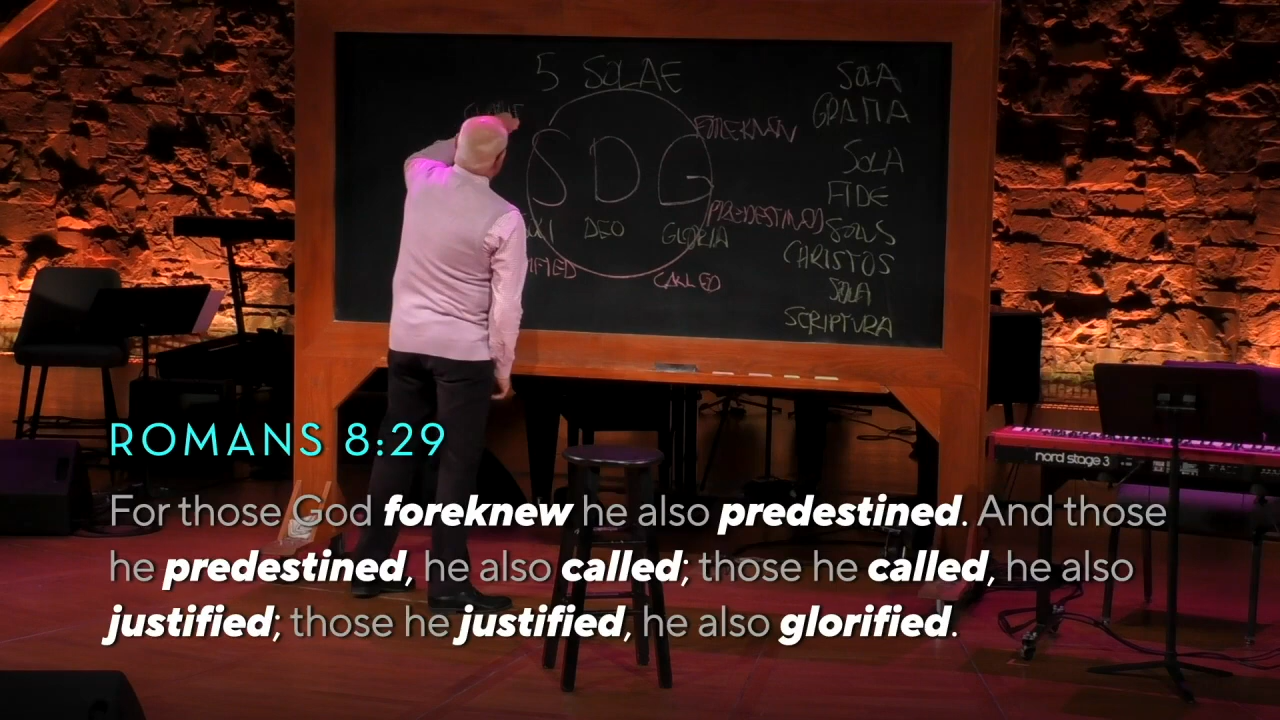 5 SOLAE
SDG
SOLA
GRATIA
FOREKNEW
SOLA
FIDE
PREDESTINED
SOLUS
DEO
GLORIA
CHRISTOS
CALLED
SOLA
SCRIPTURA
nord stage 3
ROMANS 8:29
For those God foreknew he also predestined. And those
he predestined, he also called; those he called, he also
justified; those he justified, he also glorified.